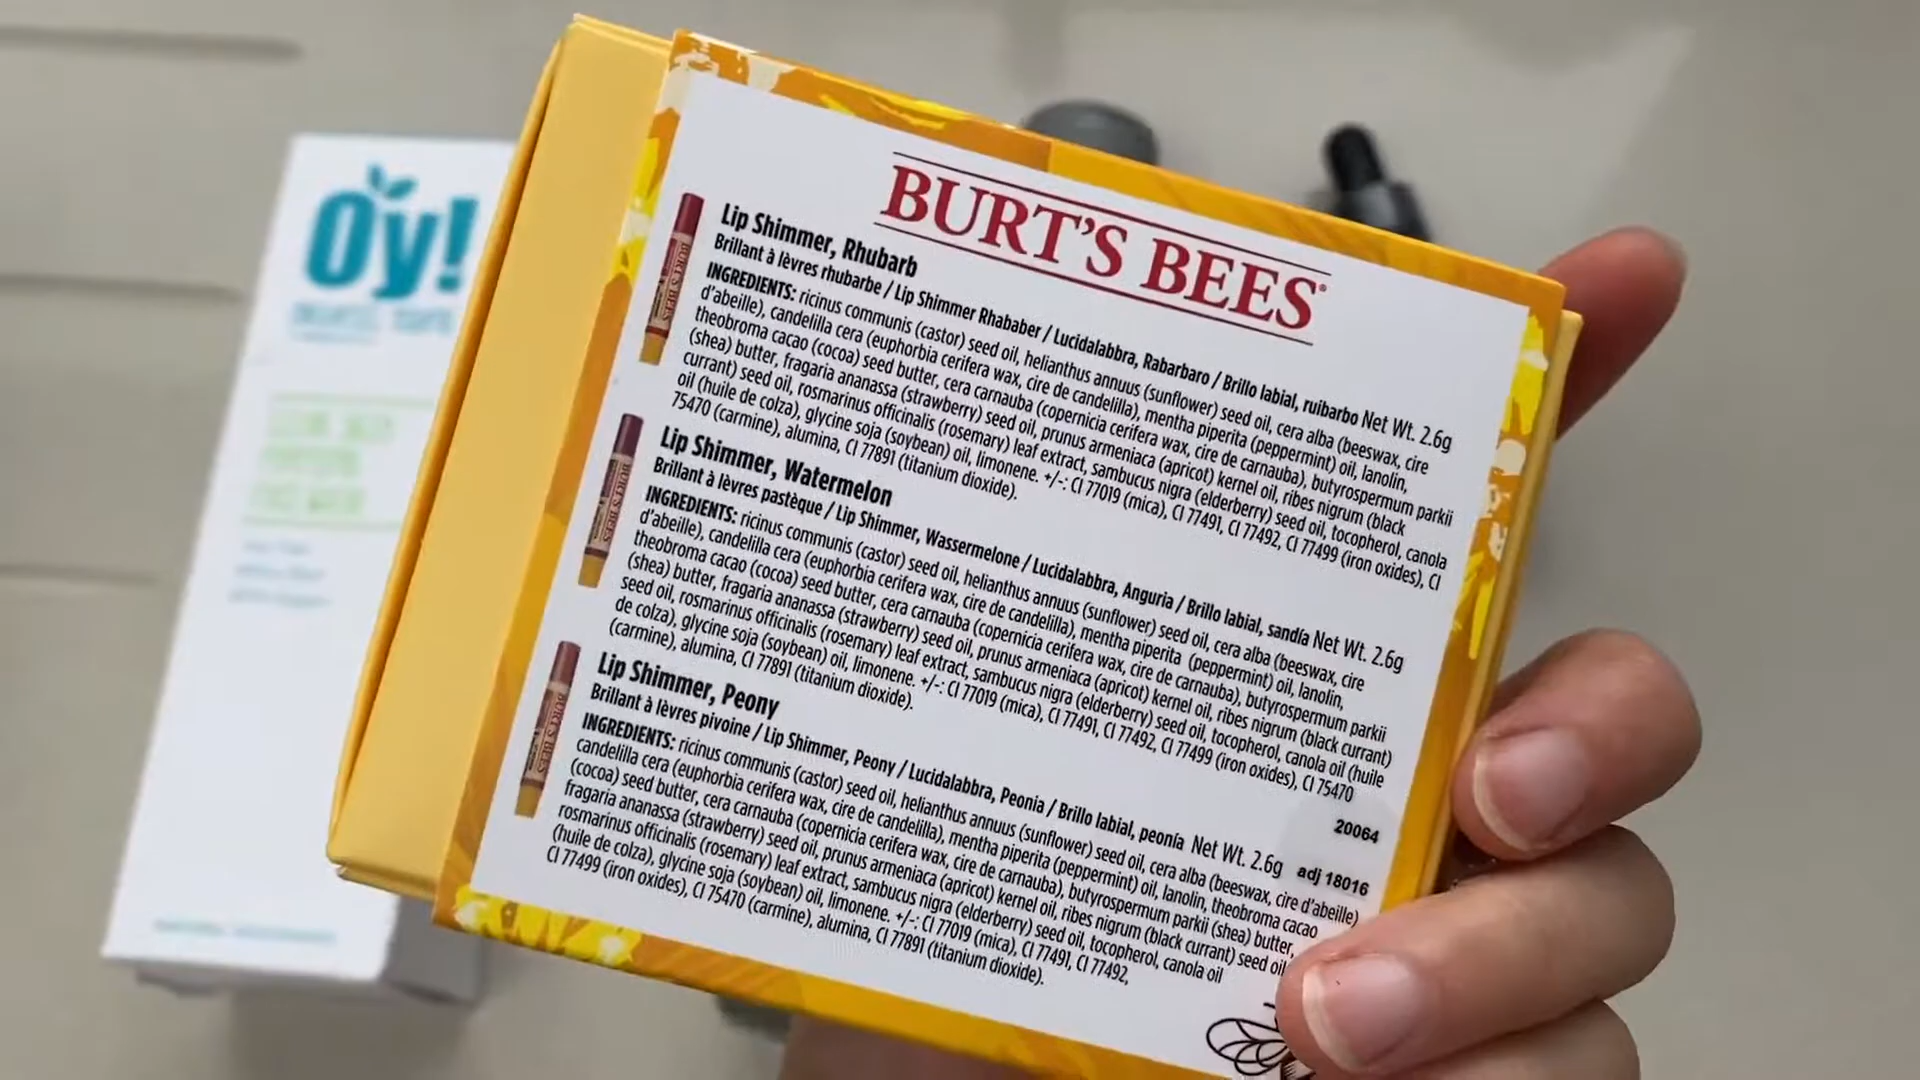 Oy!
BURT'S BEES®
Lip Shimmer, Rhubarb
Brillant à lèvres rhubarbe / Lip Shimmer Rhababer / Lucidalabbra, Rabarbaro / Brillo labial, ruibarbo Net Wt. 2.6g
INGREDIENTS: ricinus communis (castor) seed oil, helianthus annuus (sunflower) seed oil, cera alba (beeswax, cire
d'abeille), candelilla cera (euphorbia cerifera wax, cire de candelilla), mentha piperita (peppermint) oil, lanolin,
theobroma cacao (cocoa) seed butter, cera carnauba (copernicia cerifera wax, cire de carnauba), butyrospermum parkii
(shea) butter, fragaria ananassa (strawberry) seed oil, prunus armeniaca (apricot) kernel oil, ribes nigrum (black
currant) seed oil, rosmarinus officinalis (rosemary) leaf extract, sambucus nigra (elderberry) seed oil, tocopherol, canola
oil (huile de colza), glycine soja (soybean) oil, limonene. +/-: CI 77019 (mica), CI 77491, CI 77492, CI 77499 (iron oxides), CI
75470 (carmine), alumina, CI 77891 (titanium dioxide).
BURT'S BEES
Lip Shimmer, Watermelon
Brillant à lèvres pastèque / Lip Shimmer, Wassermelone / Lucidalabbra, Anguria / Brillo labial, sandía Net Wt. 2.6g
INGREDIENTS: ricinus communis (castor) seed oil, helianthus annuus (sunflower) seed oil, cera alba (beeswax, cire
d'abeille), candelilla cera (euphorbia cerifera wax, cire de candelilla), mentha piperita (peppermint) oil, lanolin,
theobroma cacao (cocoa) seed butter, cera carnauba (copernicia cerifera wax, cire de carnauba), butyrospermum parkii
(shea) butter, fragaria ananassa (strawberry) seed oil, prunus armeniaca (apricot) kernel oil, ribes nigrum (black currant)
seed oil, rosmarinus officinalis (rosemary) leaf extract, sambucus nigra (elderberry) seed oil, tocopherol, canola oil (huile
de colza), glycine soja (soybean) oil, limonene. +/-: CI 77019 (mica), CI 77491, CI 77492, CI 77499 (iron oxides), CI 75470
(carmine), alumina, CI 77891 (titanium dioxide).
BURT'S BEES
Lip Shimmer, Peony
Brillant à lèvres pivoine / Lip Shimmer, Peony / Lucidalabbra, Peonia / Brillo labial, peonía Net Wt. 2.6g
INGREDIENTS: ricinus communis (castor) seed oil, helianthus annuus (sunflower) seed oil, cera alba (beeswax, cire d'abeille)
candelilla cera (euphorbia cerifera wax, cire de candelilla), mentha piperita (peppermint) oil, lanolin, theobroma cacao
(cocoa) seed butter, cera carnauba (copernicia cerifera wax, cire de carnauba), butyrospermum parkii (shea) butter,
fragaria ananassa (strawberry) seed oil, prunus armeniaca (apricot) kernel oil, ribes nigrum (black currant) seed oil
rosmarinus officinalis (rosemary) leaf extract, sambucus nigra (elderberry) seed oil, tocopherol, canola oil
(huile de colza), glycine soja (soybean) oil, limonene. +/-: CI 77019 (mica), CI 77491, CI 77492,
CI 77499 (iron oxides), CI 75470 (carmine), alumina, CI 77891 (titanium dioxide).
BURT'S BEES
20064
adj 18016